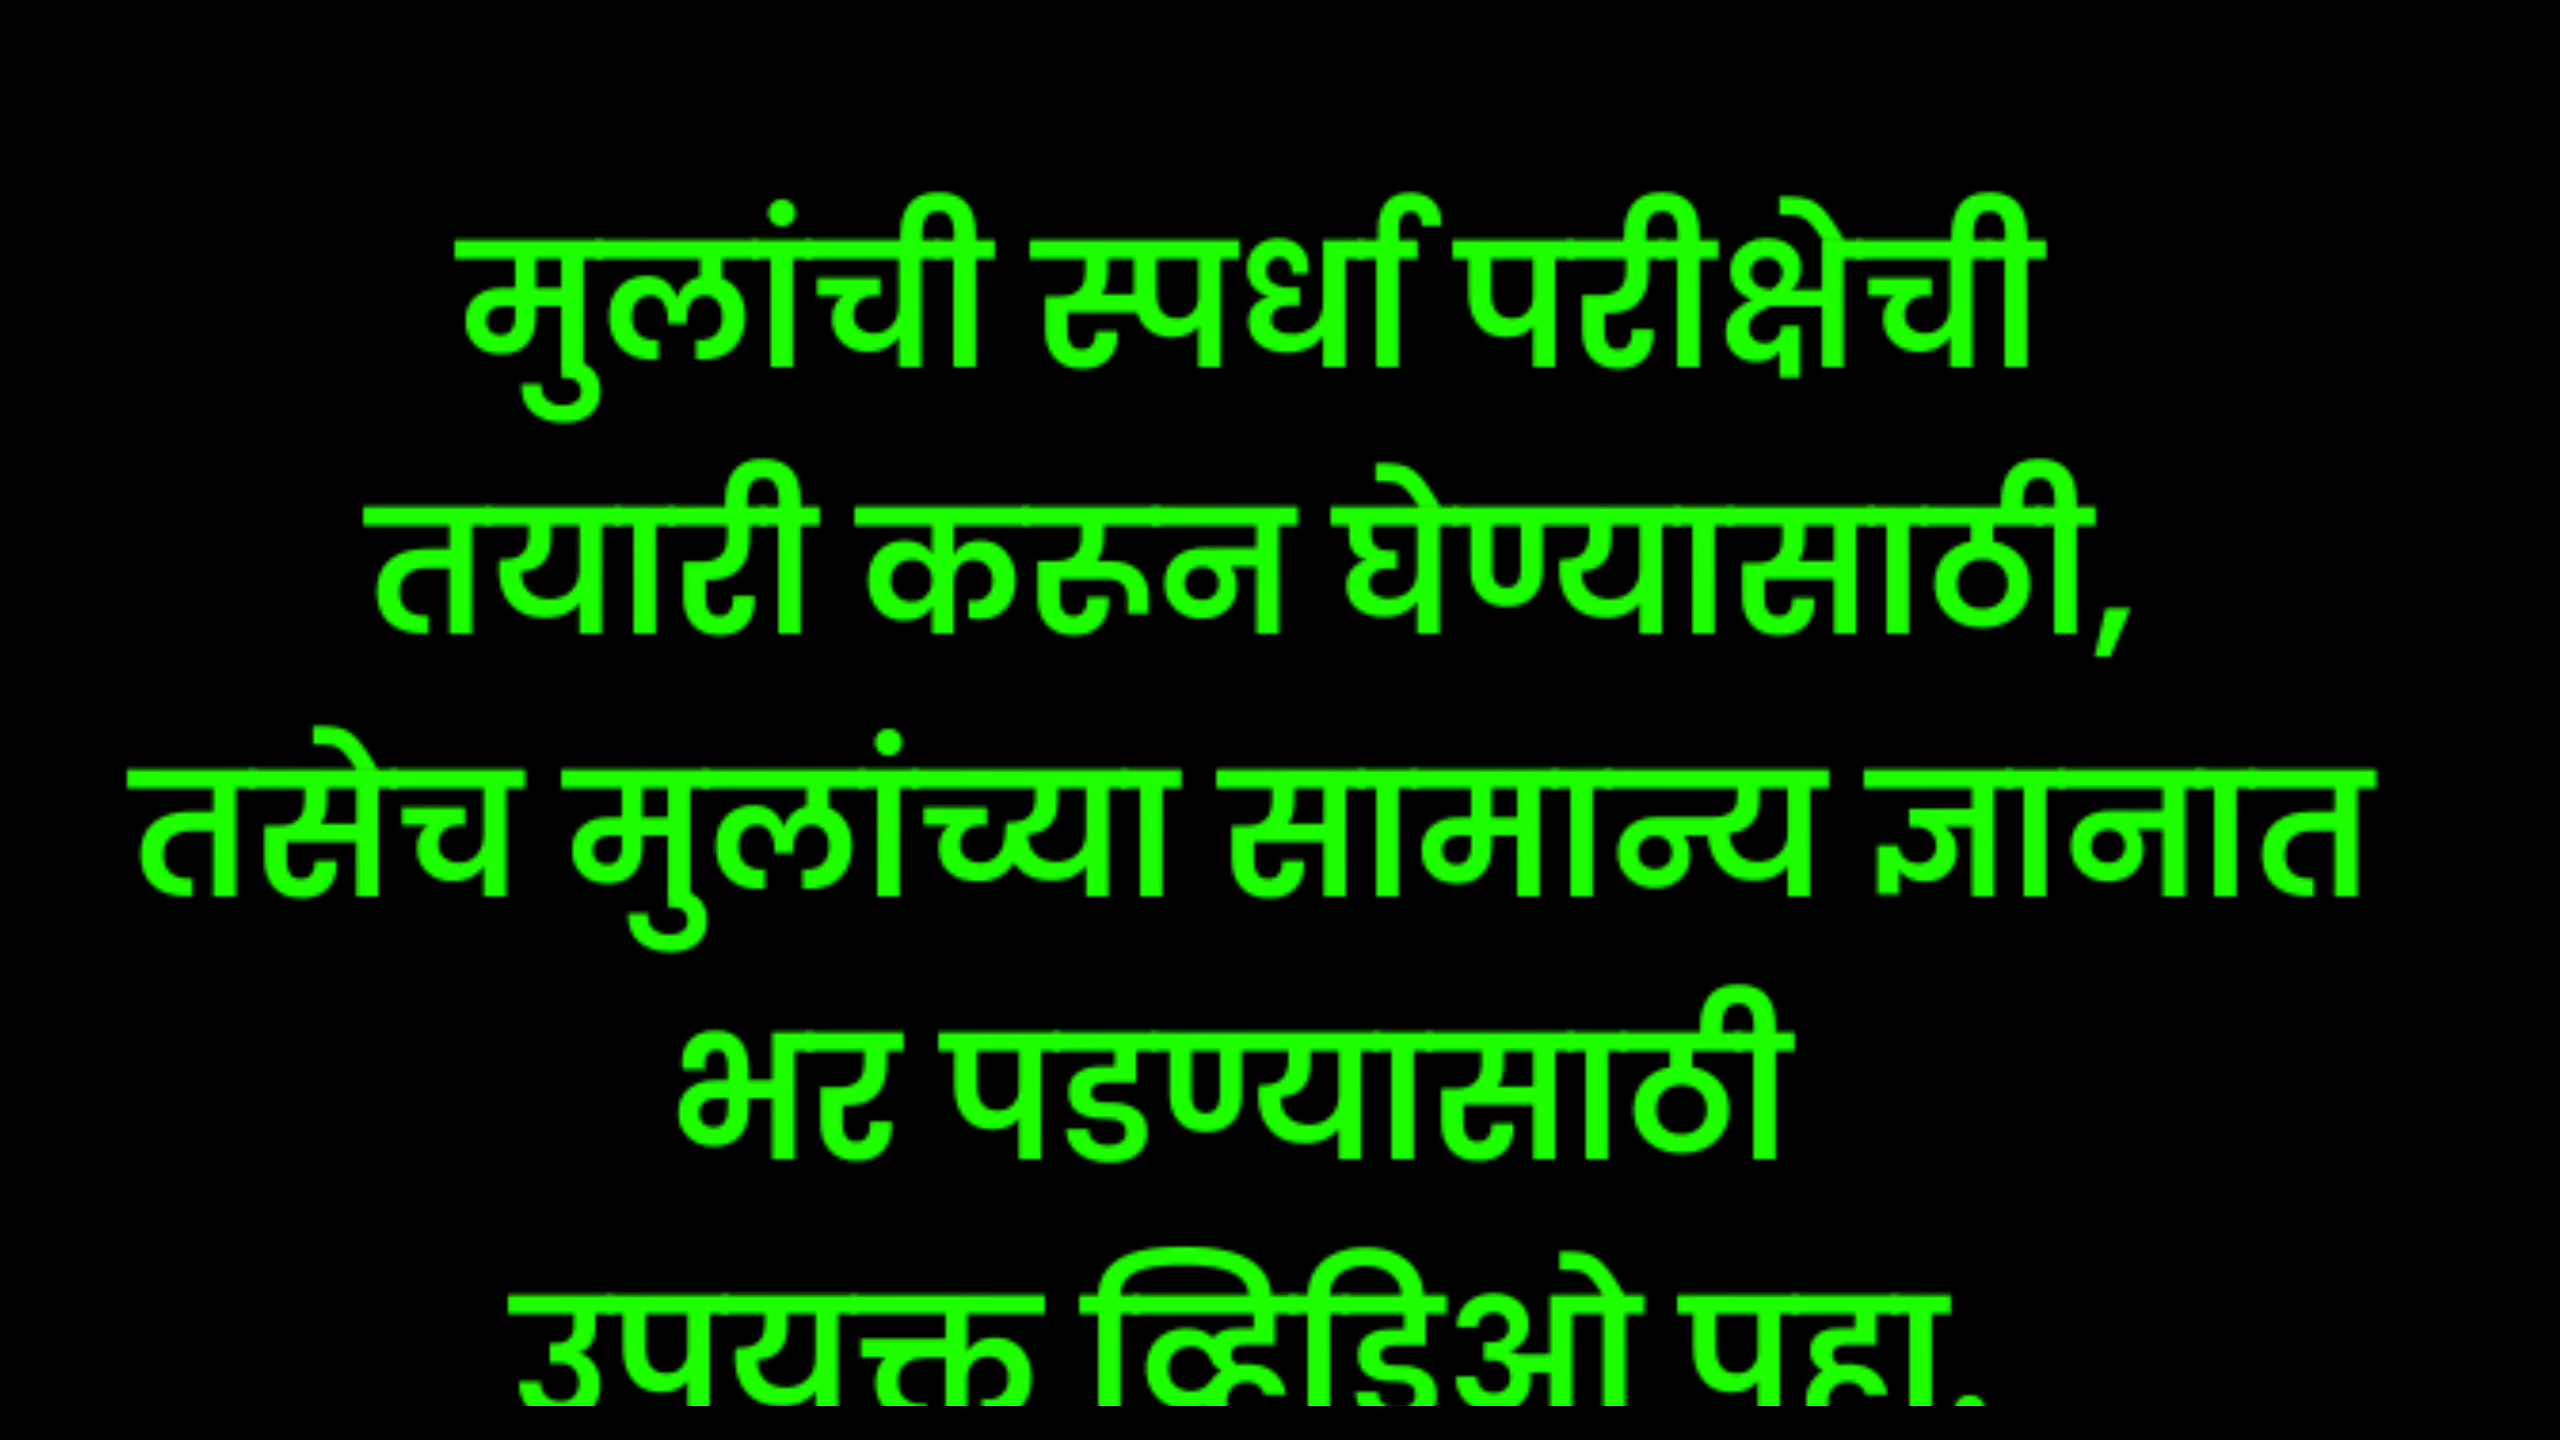 मुलांची स्पर्धा परीक्षेची
तयारी करून घेण्यासाठी,
तसेच मुलांच्या सामान्य ज्ञानात
भर पडण्यासाठी
उपयुक्त व्हिडिओ पहा.